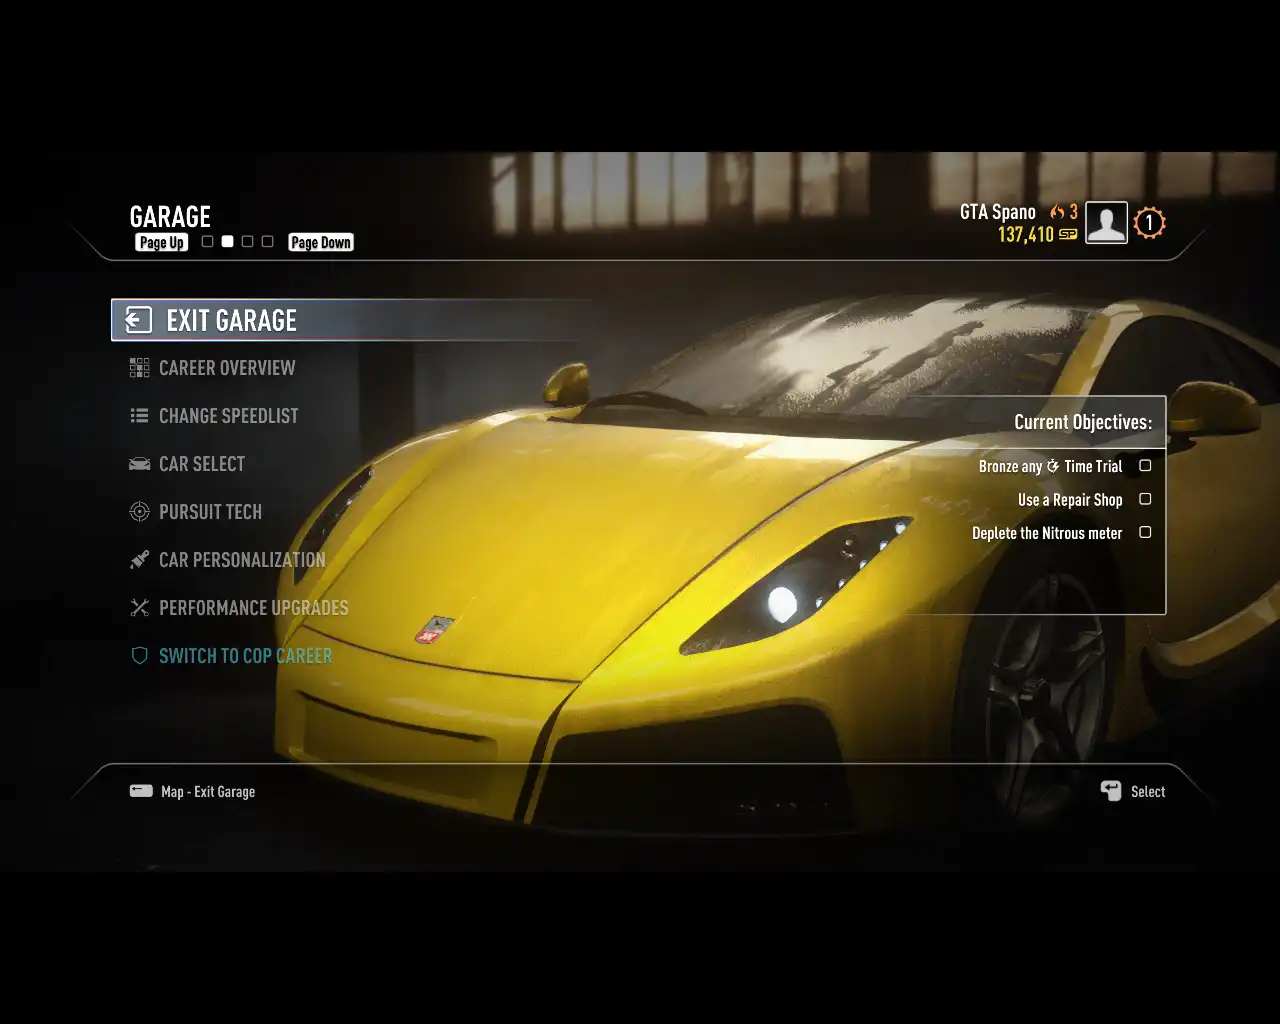 GARAGE
Page Up Page Down
GTA Spano 3
137,410 SP
1
EXIT GARAGE
CAREER OVERVIEW
CHANGE SPEEDLIST
CAR SELECT
PURSUIT TECH
CAR PERSONALIZATION
PERFORMANCE UPGRADES
SWITCH TO COP CAREER
Current Objectives:
Bronze any Time Trial
Use a Repair Shop
Deplete the Nitrous meter
Map - Exit Garage
Select